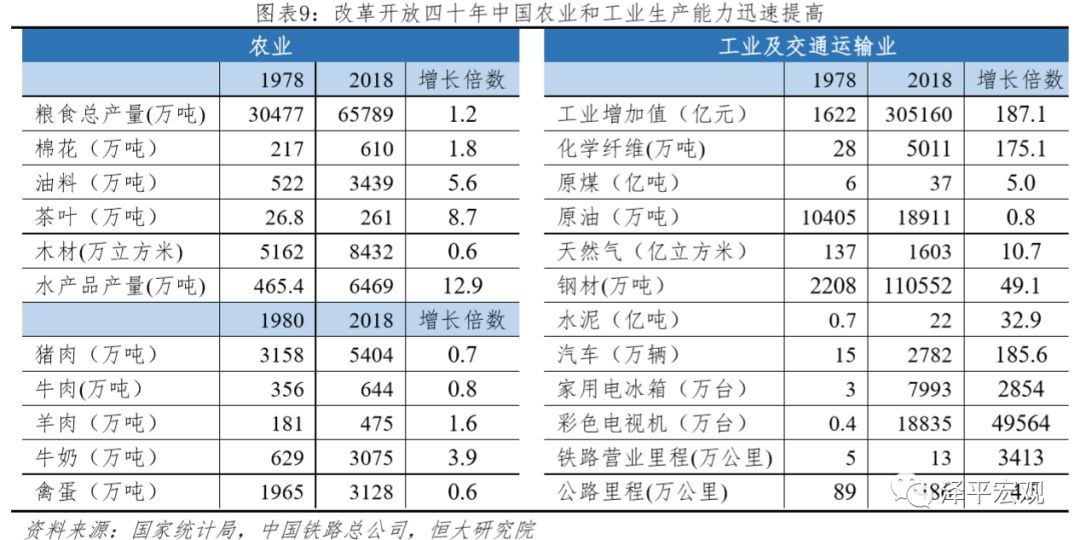 图表9：改革开放四十年中国农业和工业生产能力迅速提高
农业
1978 2018 增长倍数
粮食总产量(万吨) 30477 65789 1.2
棉花（万吨） 217 610 1.8
油料（万吨） 522 3439 5.6
茶叶（万吨） 26.8 261 8.7
木材(万立方米) 5162 8432 0.6
水产品产量(万吨) 465.4 6469 12.9
1980 2018 增长倍数
猪肉（万吨） 3158 5404 0.7
牛肉(万吨) 356 644 0.8
羊肉（万吨） 181 475 1.6
牛奶（万吨） 629 3075 3.9
禽蛋（万吨） 1965 3128 0.6
工业及交通运输业
1978 2018 增长倍数
工业增加值（亿元） 1622 305160 187.1
化学纤维(万吨) 28 5011 175.1
原煤（亿吨） 6 37 5.0
原油（万吨） 10405 18911 0.8
天然气（亿立方米） 137 1603 10.7
钢材(万吨) 2208 110552 49.1
水泥（亿吨） 0.7 22 32.9
汽车（万辆） 15 2782 185.6
家用电冰箱（万台） 3 7993 2854
彩色电视机（万台） 0.4 18835 49564
铁路营业里程(万公里) 5 13 3413
公路里程(万公里) 89
泽平宏观
资料来源：国家统计局，中国铁路总公司，恒大研究院